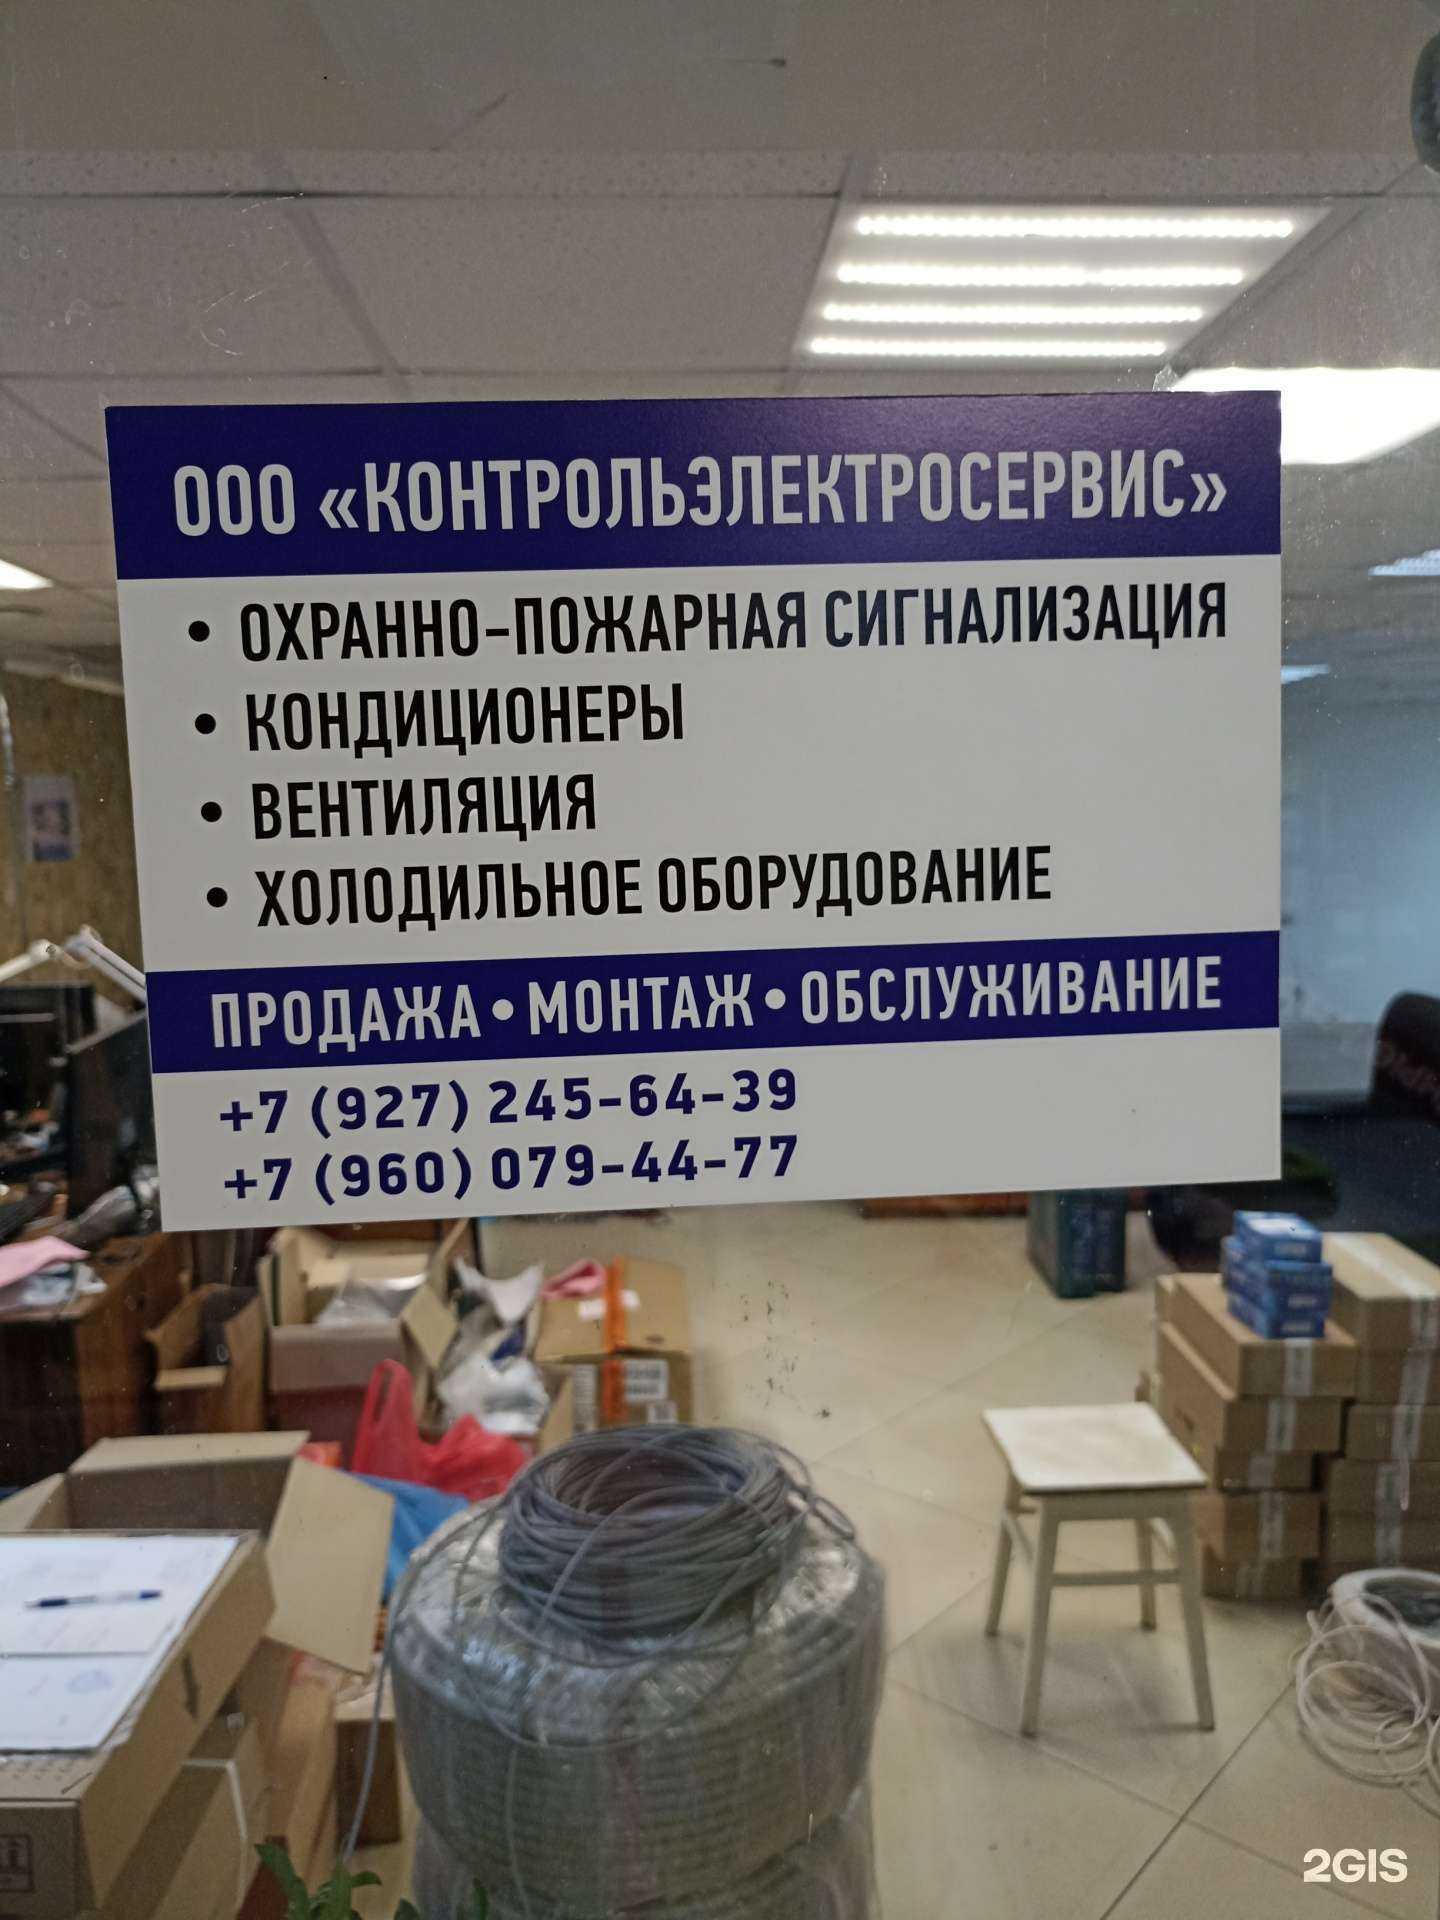 ООО «КОНТРОЛЬЭЛЕКТРОСЕРВИС»
• ОХРАННО-ПОЖАРНАЯ СИГНАЛИЗАЦИЯ
• КОНДИЦИОНЕРЫ
• ВЕНТИЛЯЦИЯ
• ХОЛОДИЛЬНОЕ ОБОРУДОВАНИЕ
ПРОДАЖА • МОНТАЖ • ОБСЛУЖИВАНИЕ
+7 (927) 245-64-39
+7 (960) 079-44-77
2GIS